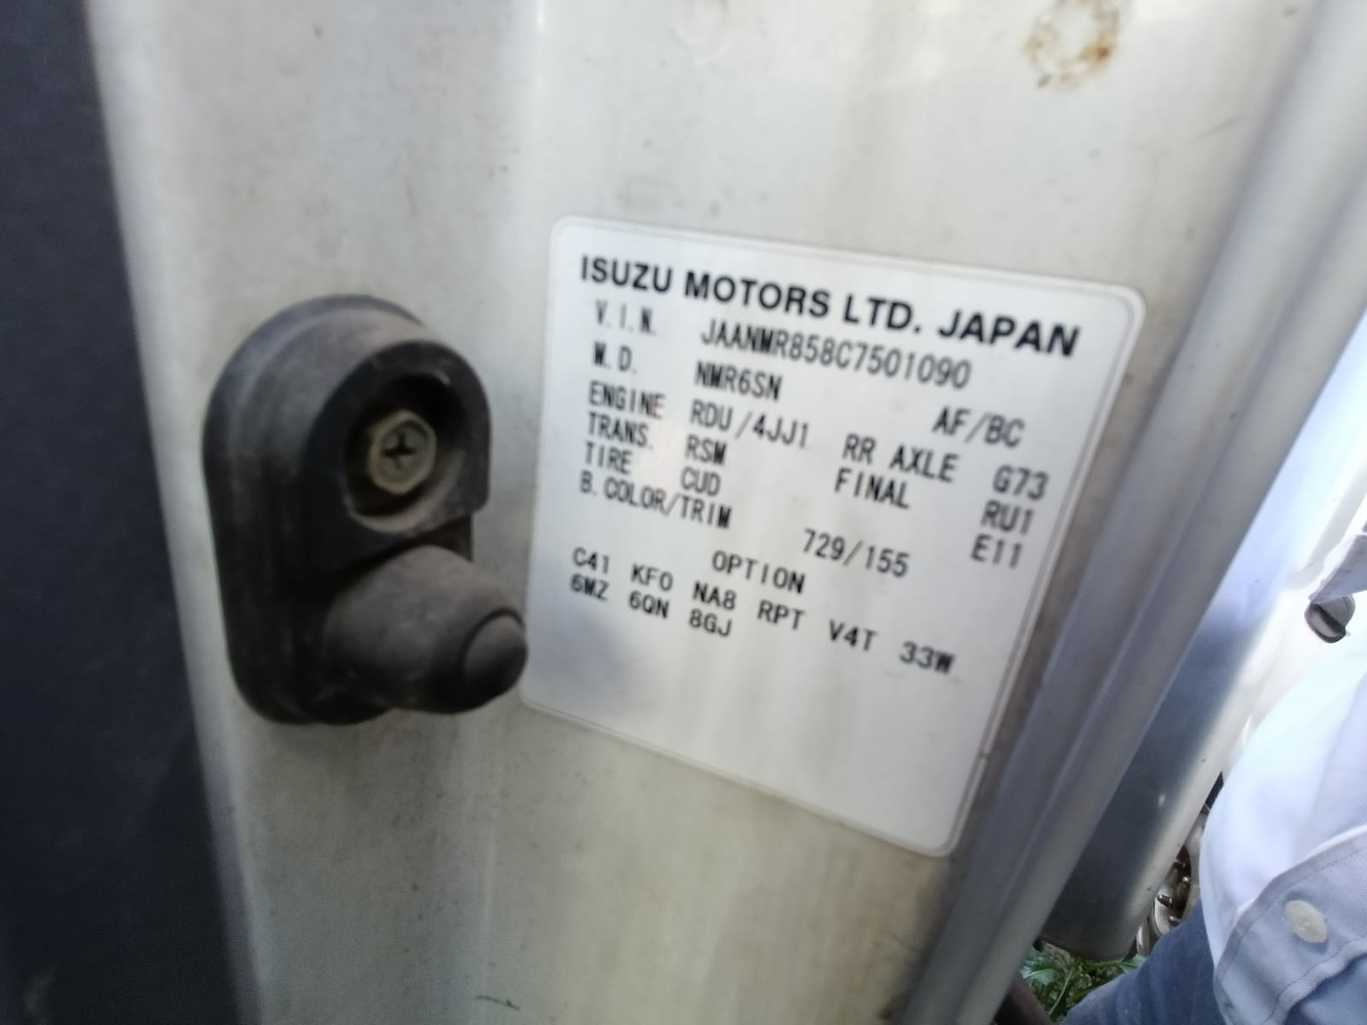 ISUZU MOTORS LTD. JAPAN
V.I.N. JAANMR858C7501090
M.D. NMR6SN AF/BC
ENGINE RDU/4JJ1 RR AXLE G73
TRANS. RSM FINAL RU1
TIRE CUD E11
B.COLOR/TRIM 729/155
OPTION
C41 KF0 NA8 RPT V4T 33W
6MZ 6QN 8GJ